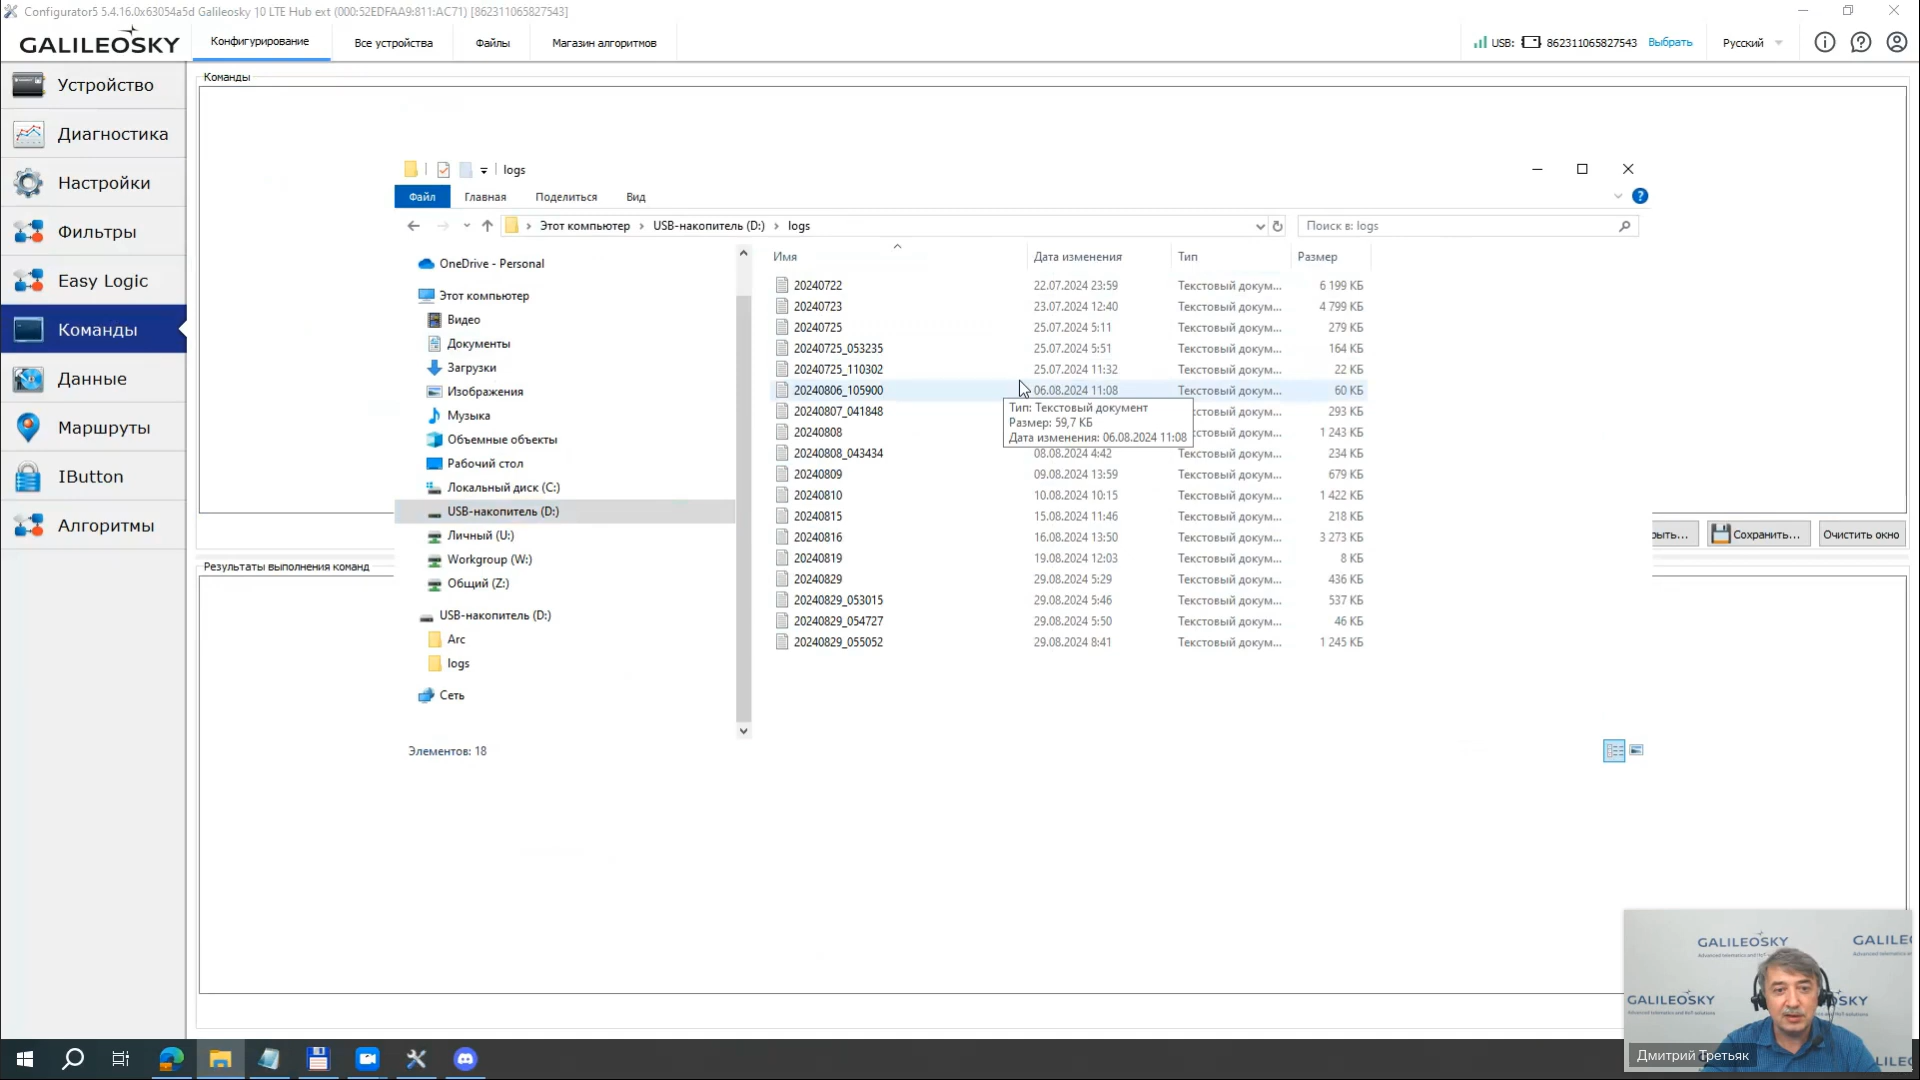 Configurator5 5.4.16.0x63054a5d Galileosky 10 LTE Hub ext (000:52EDFAA9:811:AC71) [862311065827543]
GALILEOSKY
Конфигурирование
Все устройства
Файлы
Магазин алгоритмов
USB:
862311065827543
Выбрать
Русский
Устройство
Диагностика
Настройки
Фильтры
Easy Logic
Команды
Данные
Маршруты
IButton
Алгоритмы
Команды
logs
Файл
Главная
Поделиться
Вид
Этот компьютер > USB-накопитель (D:) > logs
Поиск в: logs
OneDrive - Personal
Этот компьютер
Видео
Документы
Загрузки
Изображения
Музыка
Объемные объекты
Рабочий стол
Локальный диск (C:)
USB-накопитель (D:)
Личный (U:)
Workgroup (W:)
Общий (Z:)
USB-накопитель (D:)
Arc
logs
Сеть
Имя Дата изменения Тип Размер
20240722 22.07.2024 23:59 Текстовый докум... 6 199 КБ
20240723 23.07.2024 12:40 Текстовый докум... 4 799 КБ
20240725 25.07.2024 5:11 Текстовый докум... 279 КБ
20240725_053235 25.07.2024 5:51 Текстовый докум... 164 КБ
20240725_110302 25.07.2024 11:32 Текстовый докум... 22 КБ
20240806_105900 06.08.2024 11:08 Текстовый докум... 60 КБ
20240807_041848 кстовый докум... 293 КБ
20240808 кстовый докум... 1 243 КБ
20240808_043434 08.08.2024 4:42 Текстовый докум... 234 КБ
20240809 09.08.2024 13:59 Текстовый докум... 679 КБ
20240810 10.08.2024 10:15 Текстовый докум... 1 422 КБ
20240815 15.08.2024 11:46 Текстовый докум... 218 КБ
20240816 16.08.2024 13:50 Текстовый докум... 3 273 КБ
20240819 19.08.2024 12:03 Текстовый докум... 8 КБ
20240829 29.08.2024 5:29 Текстовый докум... 436 КБ
20240829_053015 29.08.2024 5:46 Текстовый докум... 537 КБ
20240829_054727 29.08.2024 5:50 Текстовый докум... 46 КБ
20240829_055052 29.08.2024 8:41 Текстовый докум... 1 245 КБ
Тип: Текстовый документ
Размер: 59,7 КБ
Дата изменения: 06.08.2024 11:08
Элементов: 18
рыть...
Сохранить...
Очистить окно
Результаты выполнения команд
GALILEOSKY
GALILE
GALILEOSKY
Дмитрий Третьяк